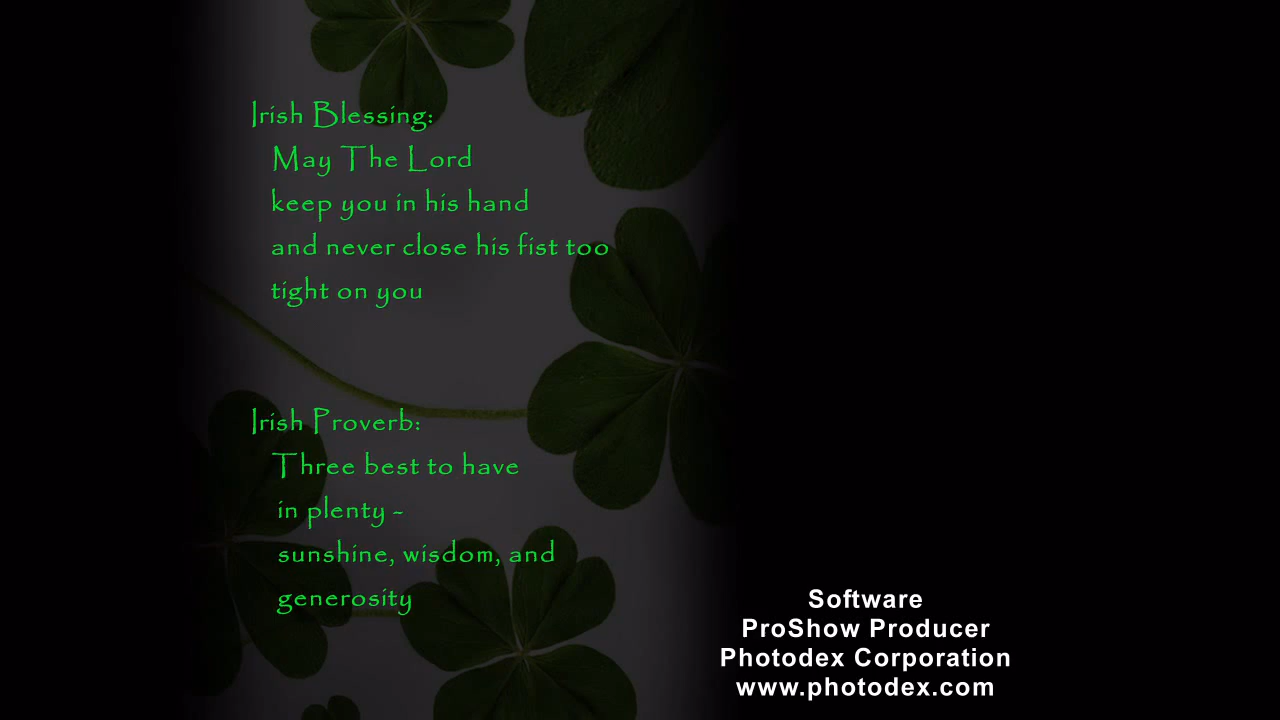 Irish Blessing:
May The Lord
keep you in his hand
and never close his fist too
tight on you
Irish Proverb:
Three best to have
in plenty -
sunshine, wisdom, and
generosity
Software
ProShow Producer
Photodex Corporation
www.photodex.com